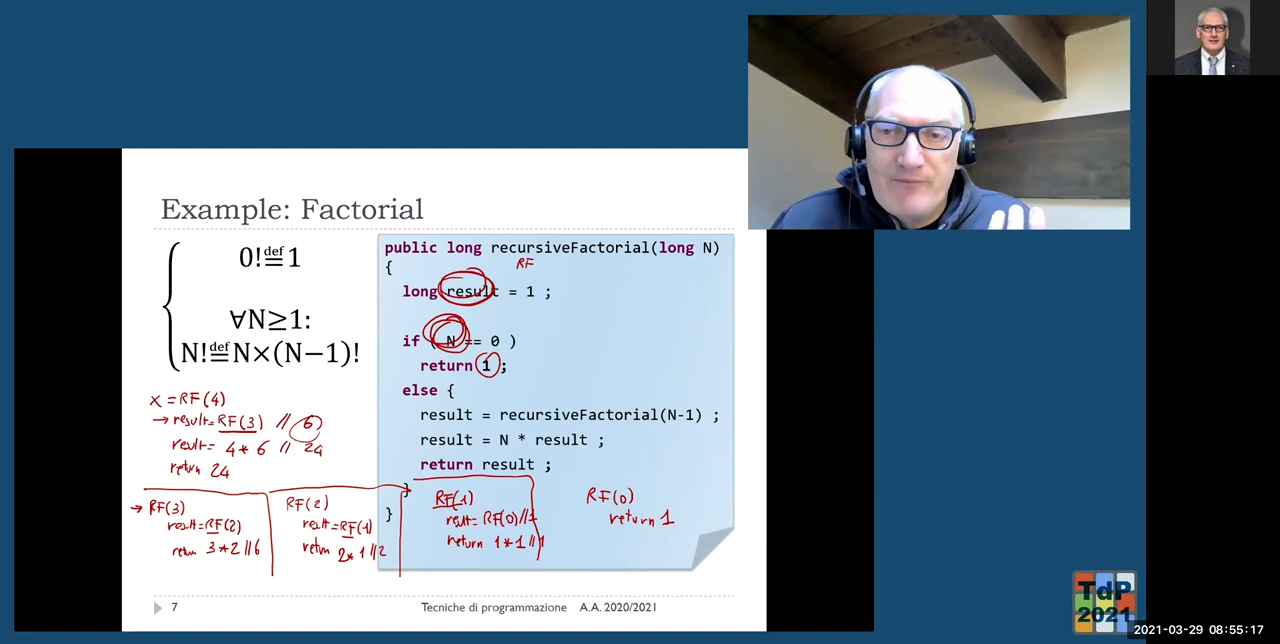 Example: Factorial
0! ≝ 1
∀N≥1:
N! ≝ N×(N−1)!
public long recursiveFactorial(long N)
{
RF
long result = 1 ;
if ( N == 0 )
return 1 ;
else {
result = recursiveFactorial(N-1) ;
result = N * result ;
return result ;
}
}
x = RF(4)
→ result = RF(3) // 6
result = 4 * 6 // 24
return 24
→ RF(3)
result = RF(2)
return 3 * 2 // 6
RF(2)
result = RF(1)
return 2 * 1 // 2
RF(1)
result = RF(0) // 1
return 1 * 1 // 1
RF(0)
return 1
7
Tecniche di programmazione A.A. 2020/2021
TdP
2021
2021-03-29 08:55:17